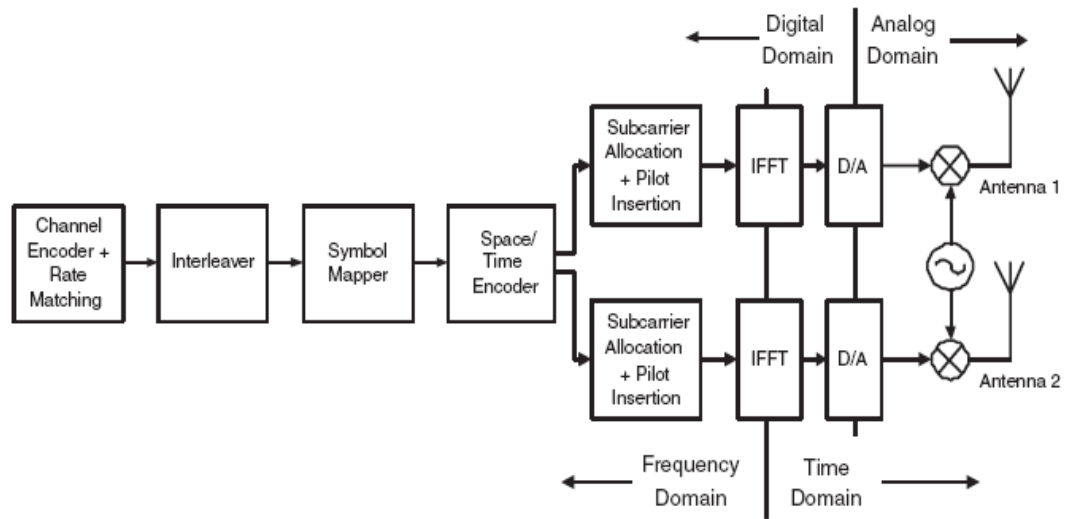 Digital
Domain
Analog
Domain
Subcarrier
Allocation
+ Pilot
Insertion
IFFT
D/A
Antenna 1
Channel
Encoder +
Rate
Matching
Interleaver
Symbol
Mapper
Space/
Time
Encoder
Subcarrier
Allocation
+ Pilot
Insertion
IFFT
D/A
Antenna 2
Frequency
Domain
Time
Domain